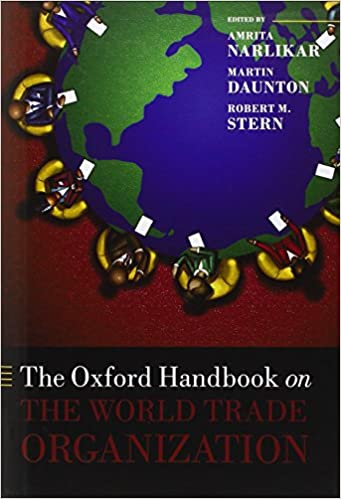 EDITED BY
AMRITA
NARLIKAR
MARTIN
DAUNTON
ROBERT M.
STERN
The Oxford Handbook on
THE WORLD TRADE
ORGANIZATION